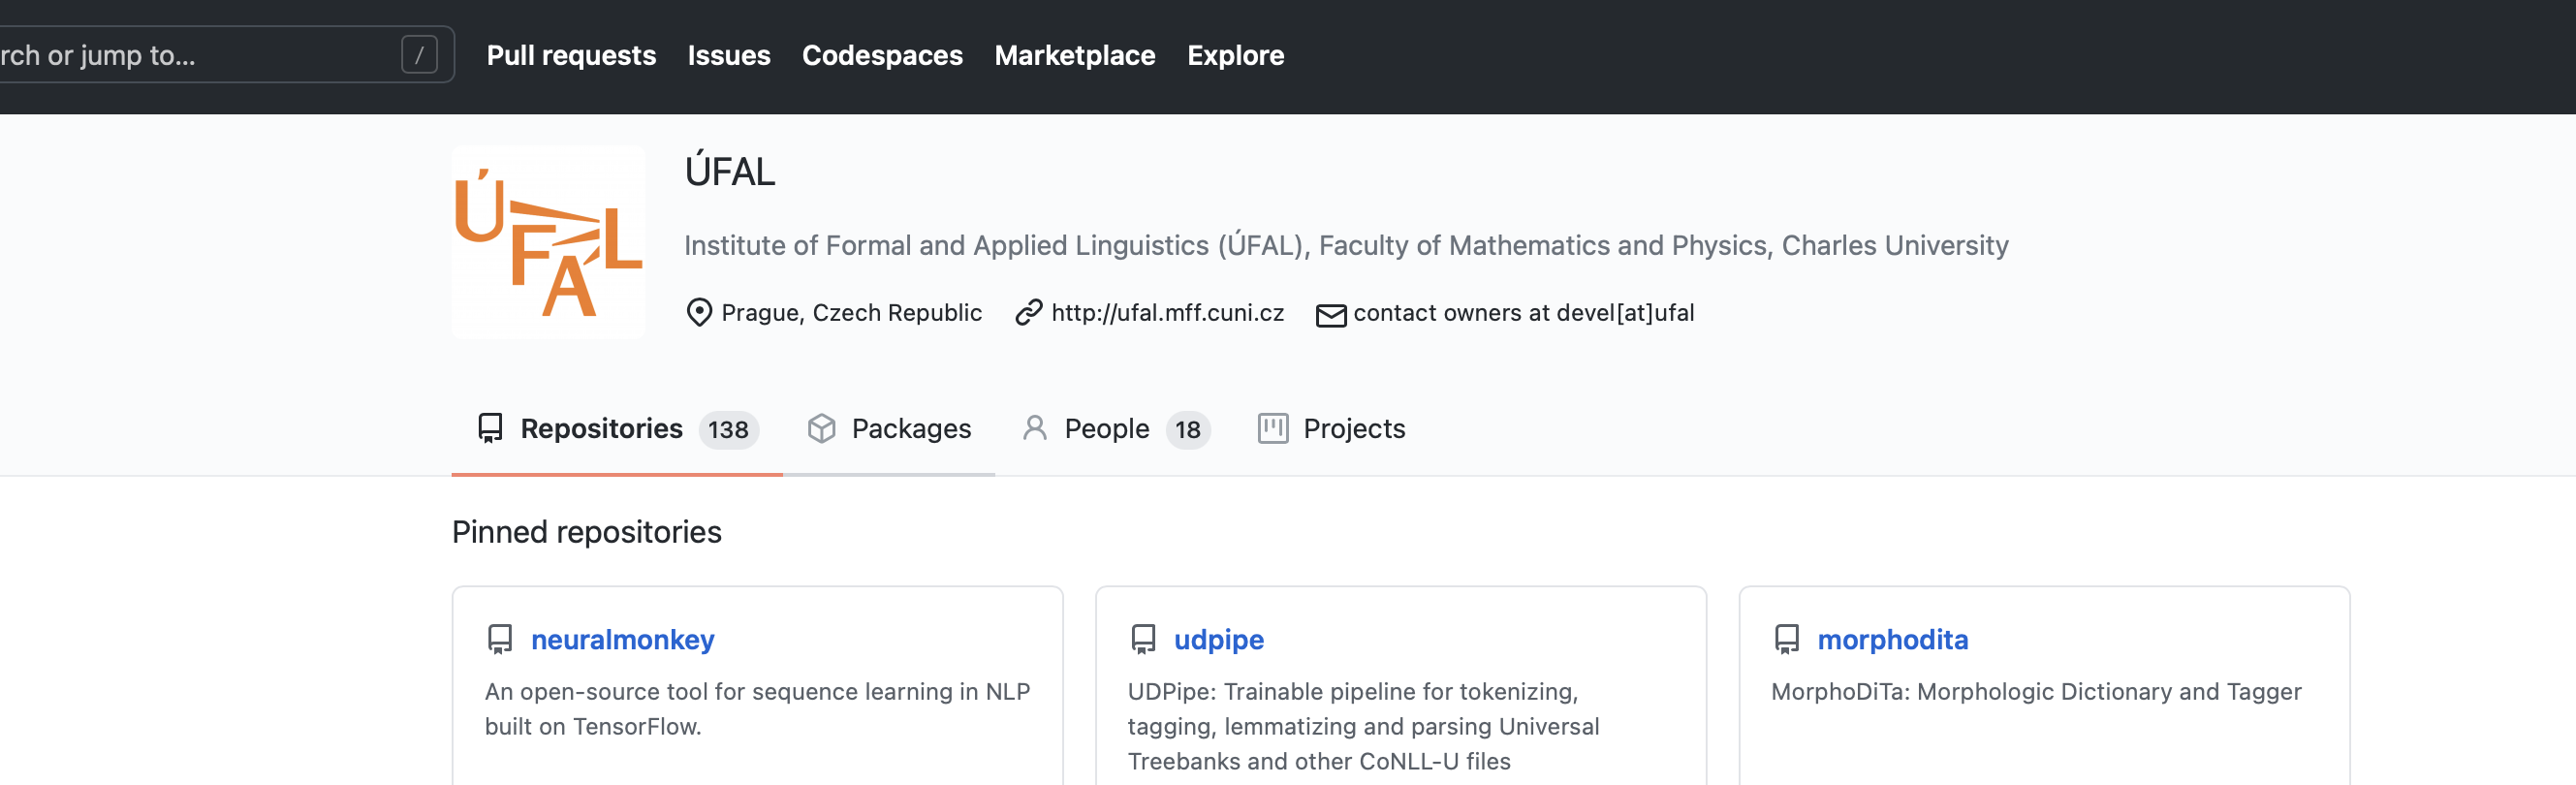 rch or jump to... / Pull requests Issues Codespaces Marketplace Explore
ÚFAL
ÚFAL
Institute of Formal and Applied Linguistics (ÚFAL), Faculty of Mathematics and Physics, Charles University
Prague, Czech Republic http://ufal.mff.cuni.cz contact owners at devel[at]ufal
Repositories 138 Packages People 18 Projects
Pinned repositories
neuralmonkey
An open-source tool for sequence learning in NLP
built on TensorFlow.
udpipe
UDPipe: Trainable pipeline for tokenizing,
tagging, lemmatizing and parsing Universal
Treebanks and other CoNLL-U files
morphodita
MorphoDiTa: Morphologic Dictionary and Tagger